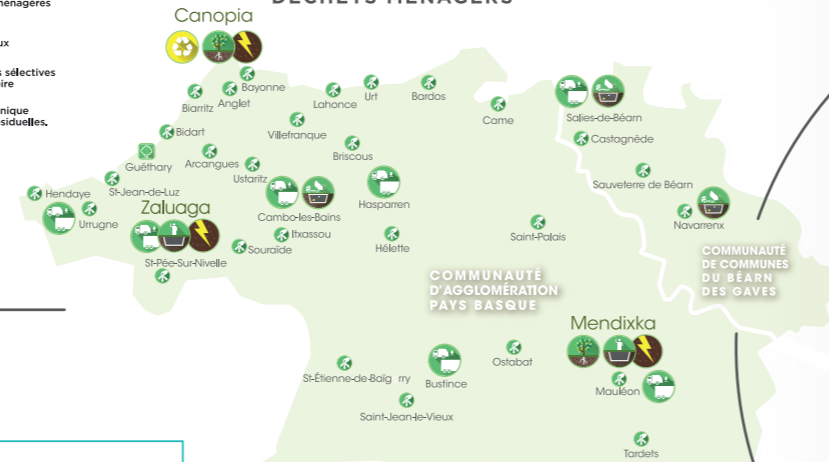 DÉCHETS MÉNAGERS
ménagères
ux
s sélectives
ire
nique
siduelles.
Canopia
Bayonne
Anglet
Biarritz
Lahonce
Urt
Bardos
Came
Salies-de-Béarn
Castagnède
Bidart
Villefranque
Briscous
Guéthary
Arcangues
Ustaritz
Sauveterre de Béarn
Hendaye
St-Jean-de-Luz
Urrugne
Zaluaga
Cambo-les-Bains
Hasparren
Navarrenx
Itxassou
Saint-Palais
Souraïde
Hélette
St-Pée-Sur-Nivelle
COMMUNAUTÉ
DE COMMUNES
DU BÉARN
DES GAVES
COMMUNAUTÉ
D'AGGLOMÉRATION
PAYS BASQUE
Mendixka
St-Étienne-de-Baïg rry
Bustince
Ostabat
Mauléon
Saint-Jean-le-Vieux
Tardets